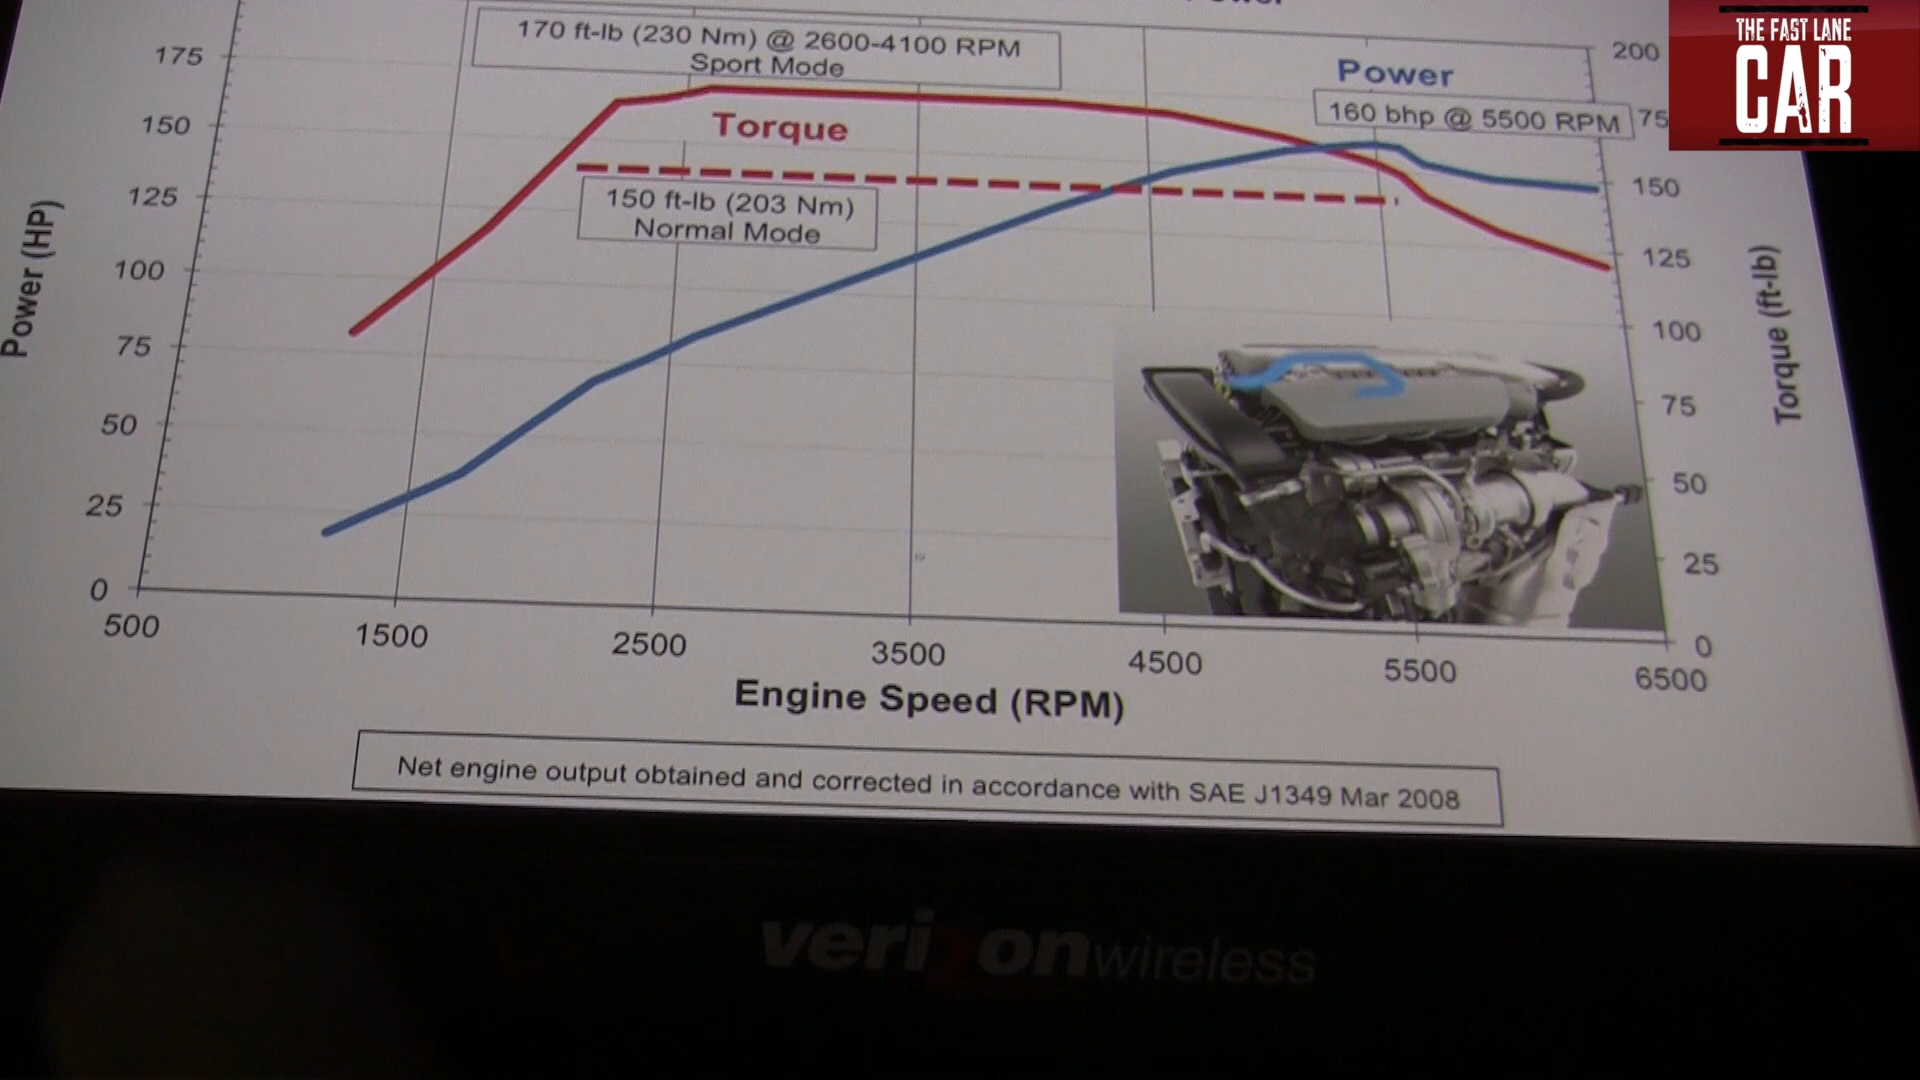 THE FAST LANE
CAR
170 ft-lb (230 Nm) @ 2600-4100 RPM
Sport Mode
Power
160 bhp @ 5500 RPM
Torque
150 ft-lb (203 Nm)
Normal Mode
Power (HP)
175
150
125
100
75
50
25
0
200
75
150
125
100
75
50
25
0
Torque (ft-lb)
500
1500
2500
3500
4500
5500
6500
Engine Speed (RPM)
Net engine output obtained and corrected in accordance with SAE J1349 Mar 2008
verizonwireless